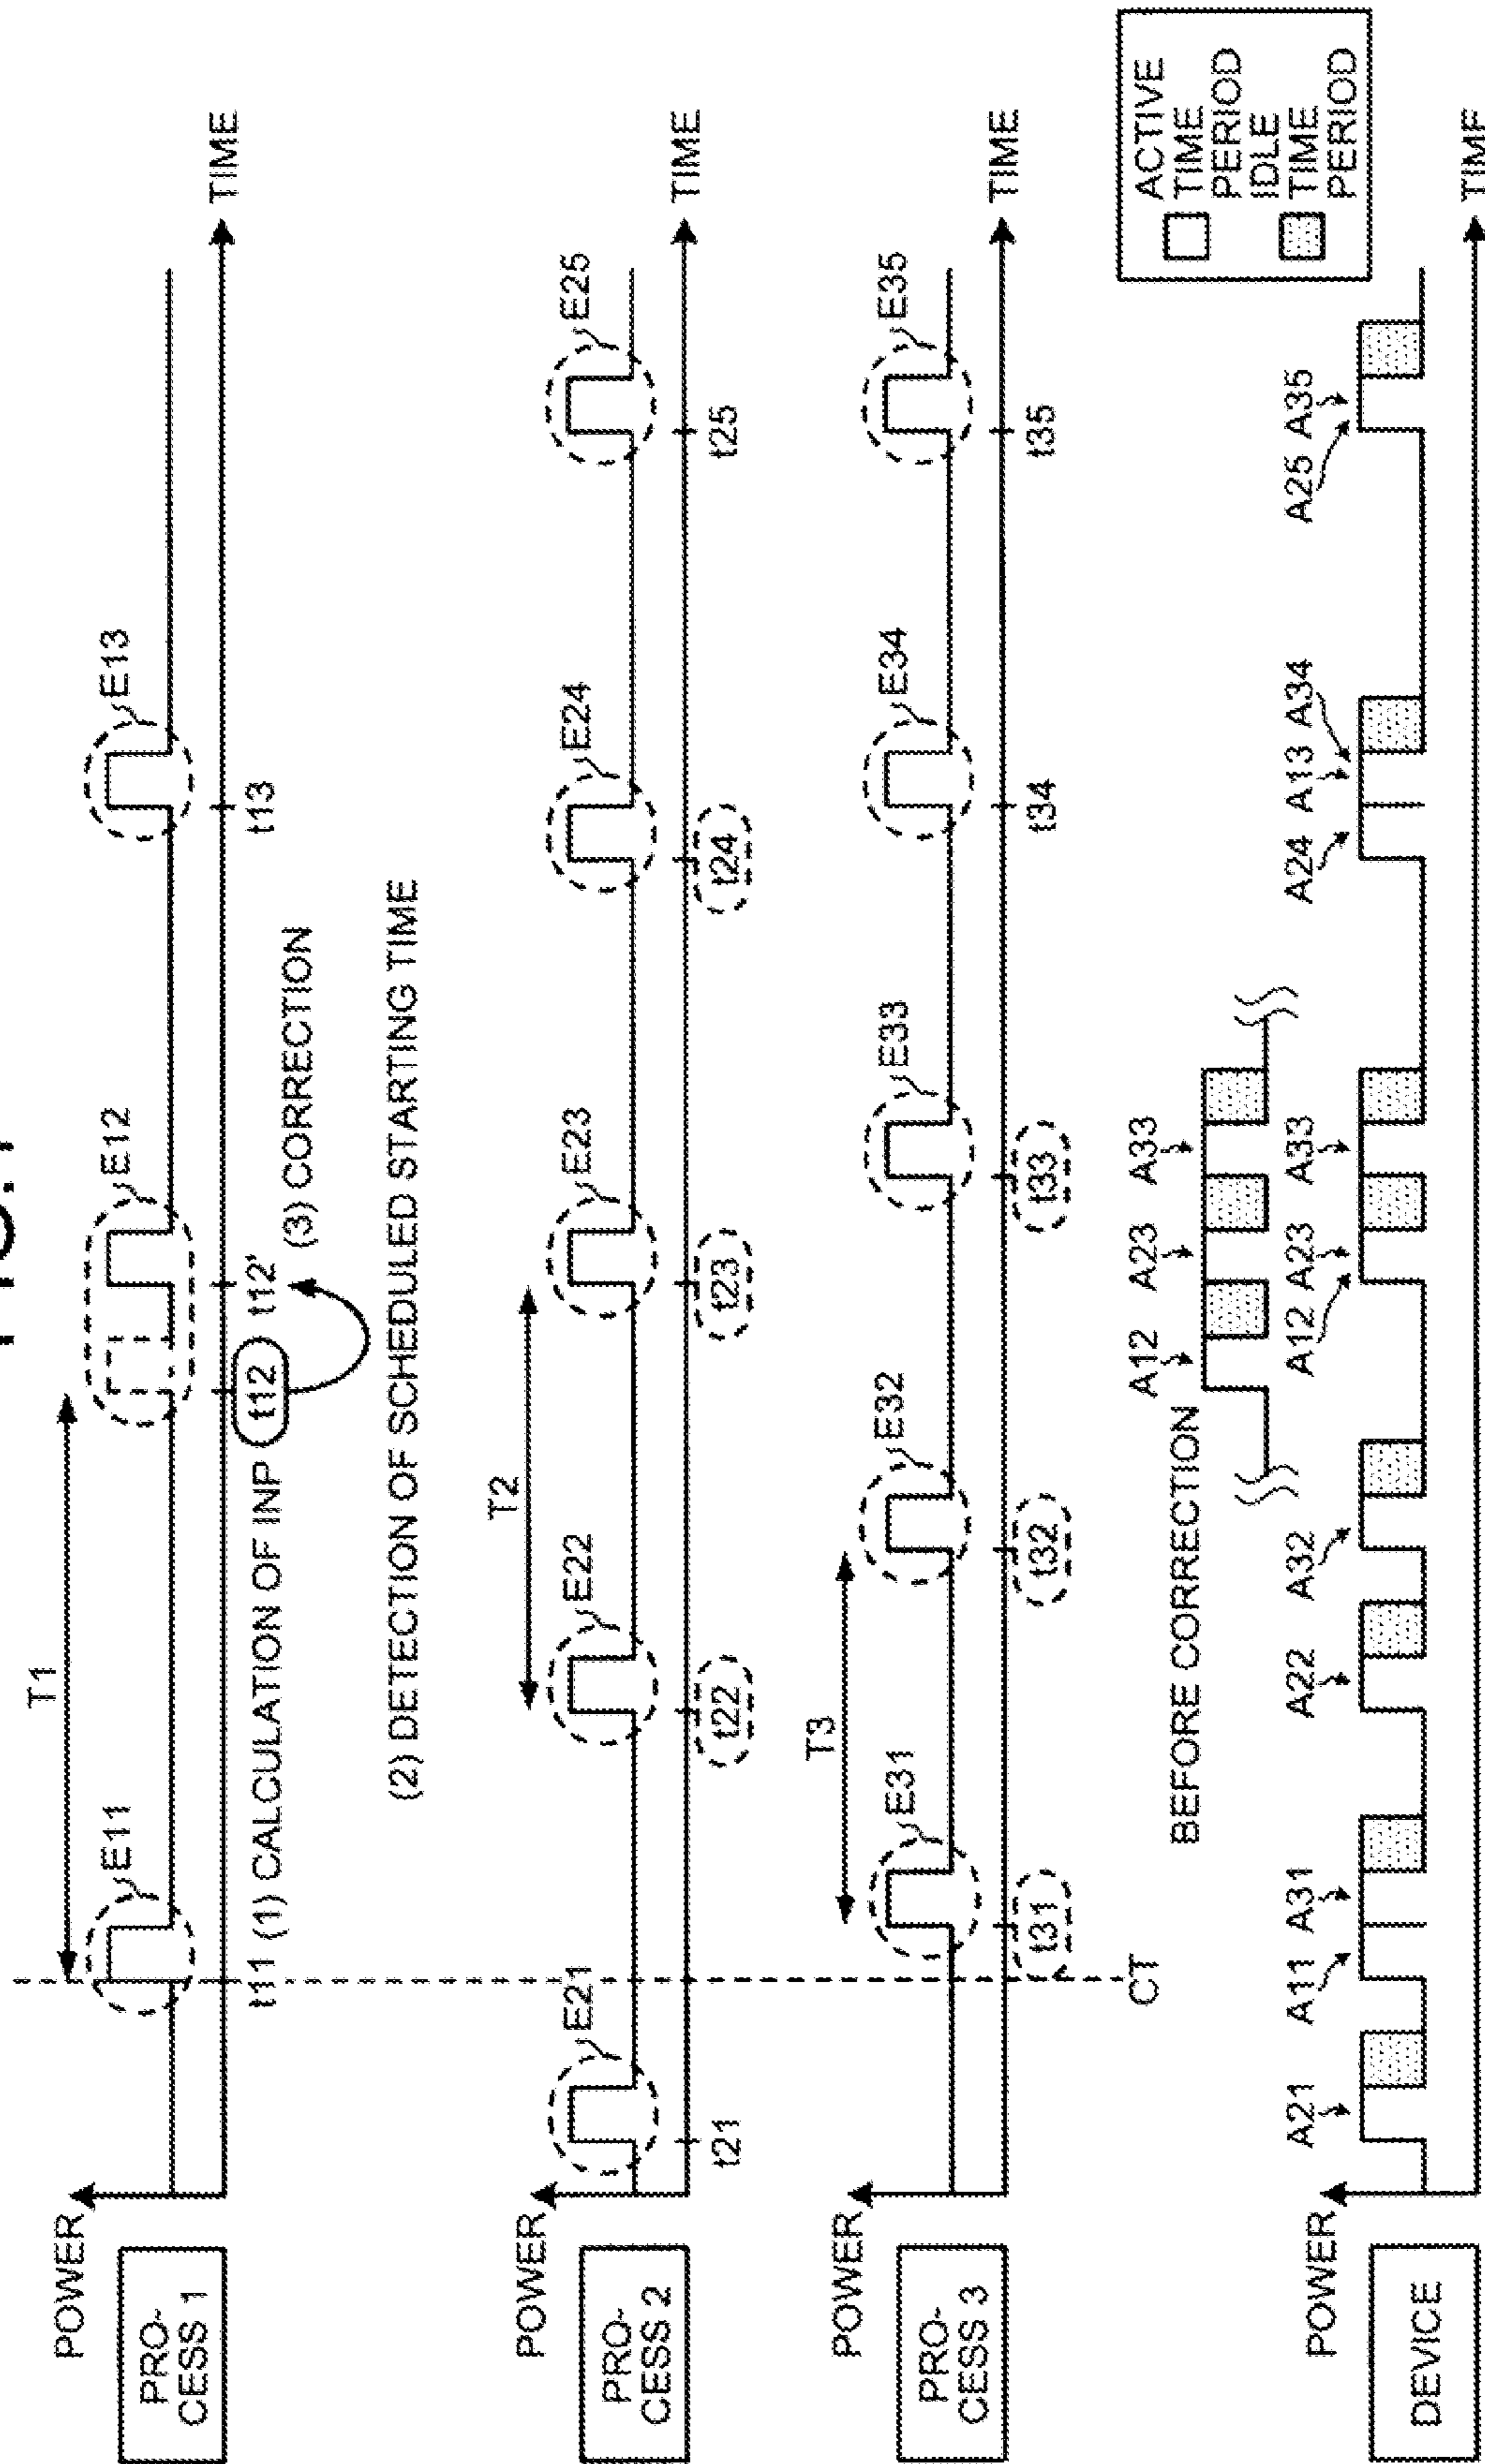 FIG.1
T1
POWER
E11
E12
E13
PRO-
CESS 1
TIME
t11 (1) CALCULATION OF INP t12 t12'
t13
(3) CORRECTION
(2) DETECTION OF SCHEDULED STARTING TIME
T2
POWER
E21
E22
E23
E24
E25
PRO-
CESS 2
TIME
t21
t22
t23
t24
t25
T3
POWER
E31
E32
E33
E34
E35
PRO-
CESS 3
TIME
t31
t32
t33
t34
t35
CT
BEFORE CORRECTION
A12
A23
A33
ACTIVE
TIME
PERIOD
IDLE
TIME
PERIOD
POWER
A21
A11
A31
A22
A32
A12
A23
A33
A24
A13
A34
A25
A35
DEVICE
TIME